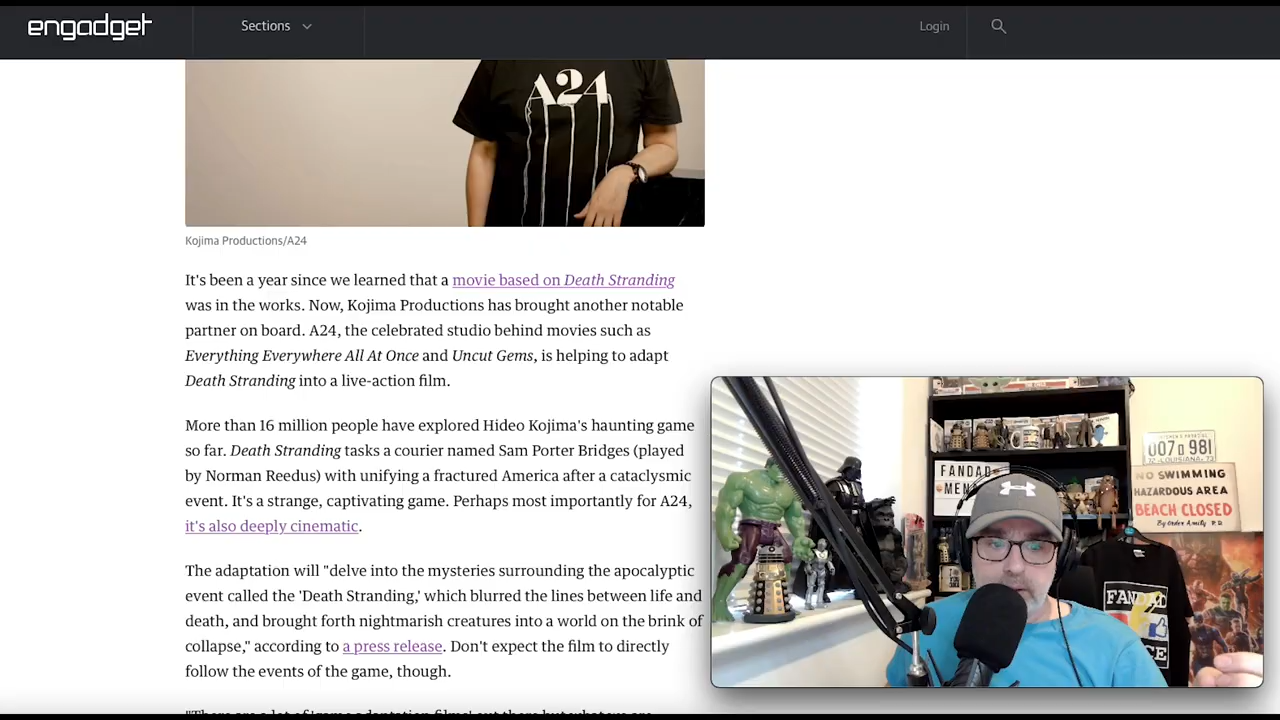 engadget
Sections
Login
A24
Kojima Productions/A24
It's been a year since we learned that a movie based on Death Stranding
was in the works. Now, Kojima Productions has brought another notable
partner on board. A24, the celebrated studio behind movies such as
Everything Everywhere All At Once and Uncut Gems, is helping to adapt
Death Stranding into a live-action film.
More than 16 million people have explored Hideo Kojima's haunting game
so far. Death Stranding tasks a courier named Sam Porter Bridges (played
by Norman Reedus) with unifying a fractured America after a cataclysmic
event. It's a strange, captivating game. Perhaps most importantly for A24,
it's also deeply cinematic.
The adaptation will "delve into the mysteries surrounding the apocalyptic
event called the 'Death Stranding,' which blurred the lines between life and
death, and brought forth nightmarish creatures into a world on the brink of
collapse," according to a press release. Don't expect the film to directly
follow the events of the game, though.
007 981
NO SWIMMING
HAZARDOUS AREA
BEACH CLOSED
By Order Amity P.D.
FANDAD
MEN
FANDAD